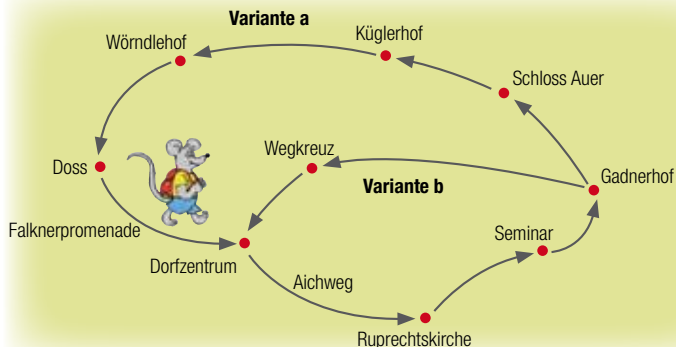 Variante a
Küglerhof
Wörndlehof
Schloss Auer
Wegkreuz
Doss
Gadnerhof
Variante b
Falknerpromenade
Seminar
Dorfzentrum
Aichweg
Ruprechtskirche